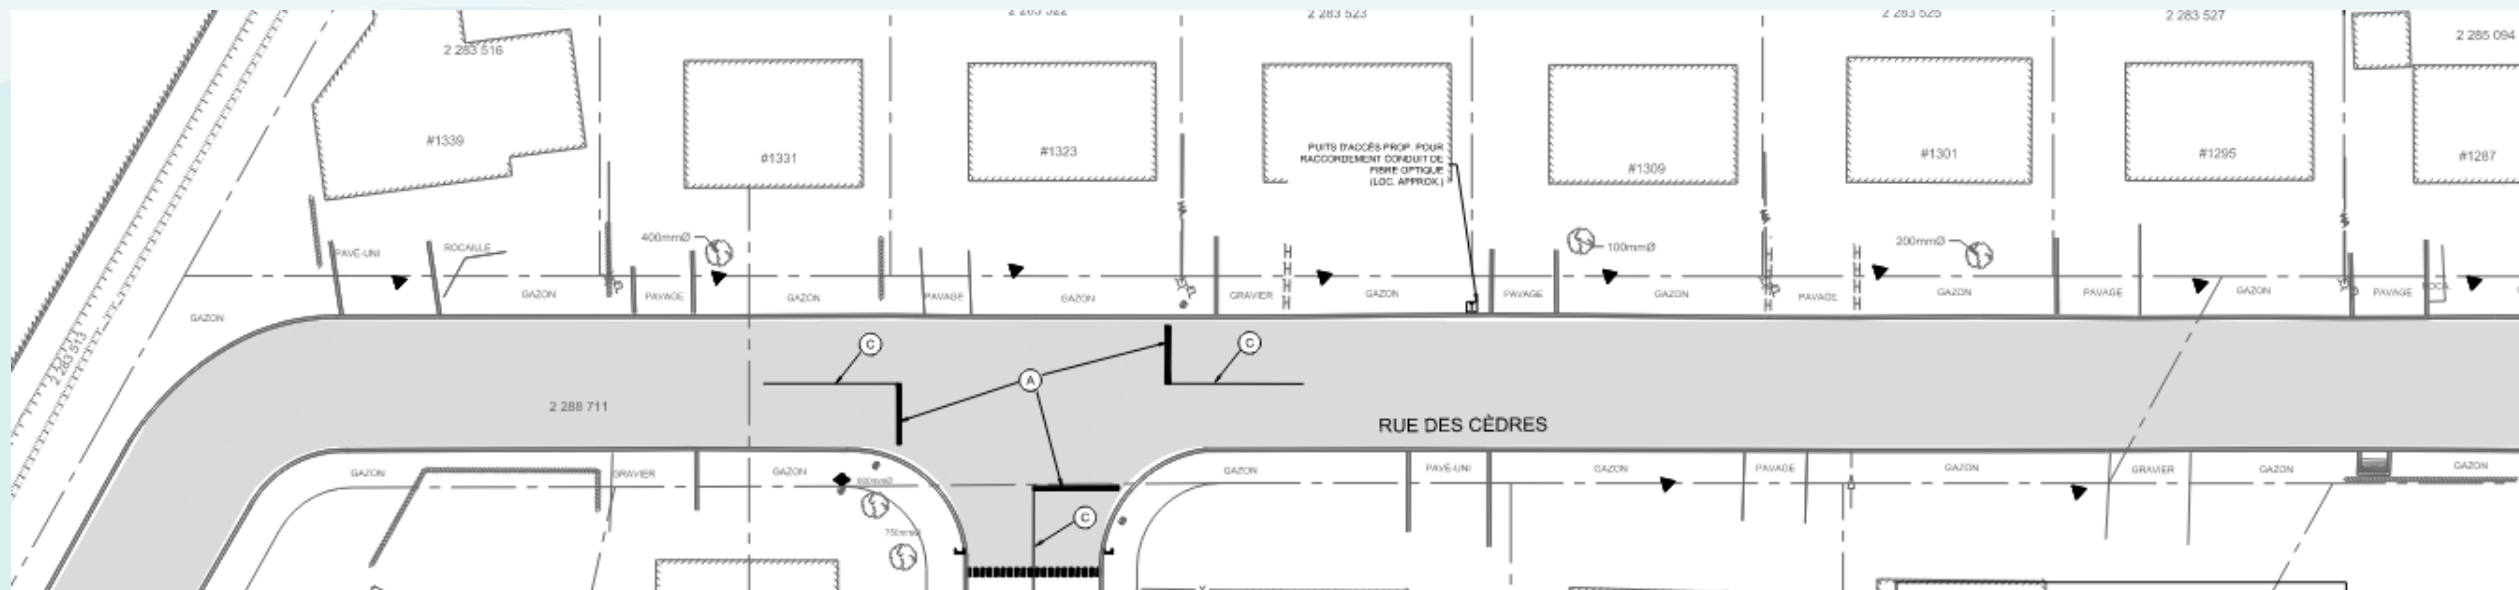 2 283 523
2 283 525
2 283 527
2 283 516
2 285 094
#1339
#1331
#1323
PUITS D'ACCÈS PROP. POUR
RACCORDEMENT CONDUIT DE
FIBRE OPTIQUE
(LOC. APPROX.)
#1309
#1301
#1295
#1287
PAVÉ-UNI
ROCAILLE
400mmØ
100mmØ
200mmØ
GAZON
GAZON
PAVAGE
GAZON
PAVAGE
GAZON
GRAVIER
GAZON
PAVAGE
GAZON
PAVAGE
GAZON
PAVAGE
GAZON
PAVAGE
GAZON
2 283 513
C
C
A
2 288 711
RUE DES CÈDRES
GAZON
GRAVIER
GAZON
GAZON
PAVÉ-UNI
GAZON
PAVAGE
GAZON
GRAVIER
GAZON
GAZON
C